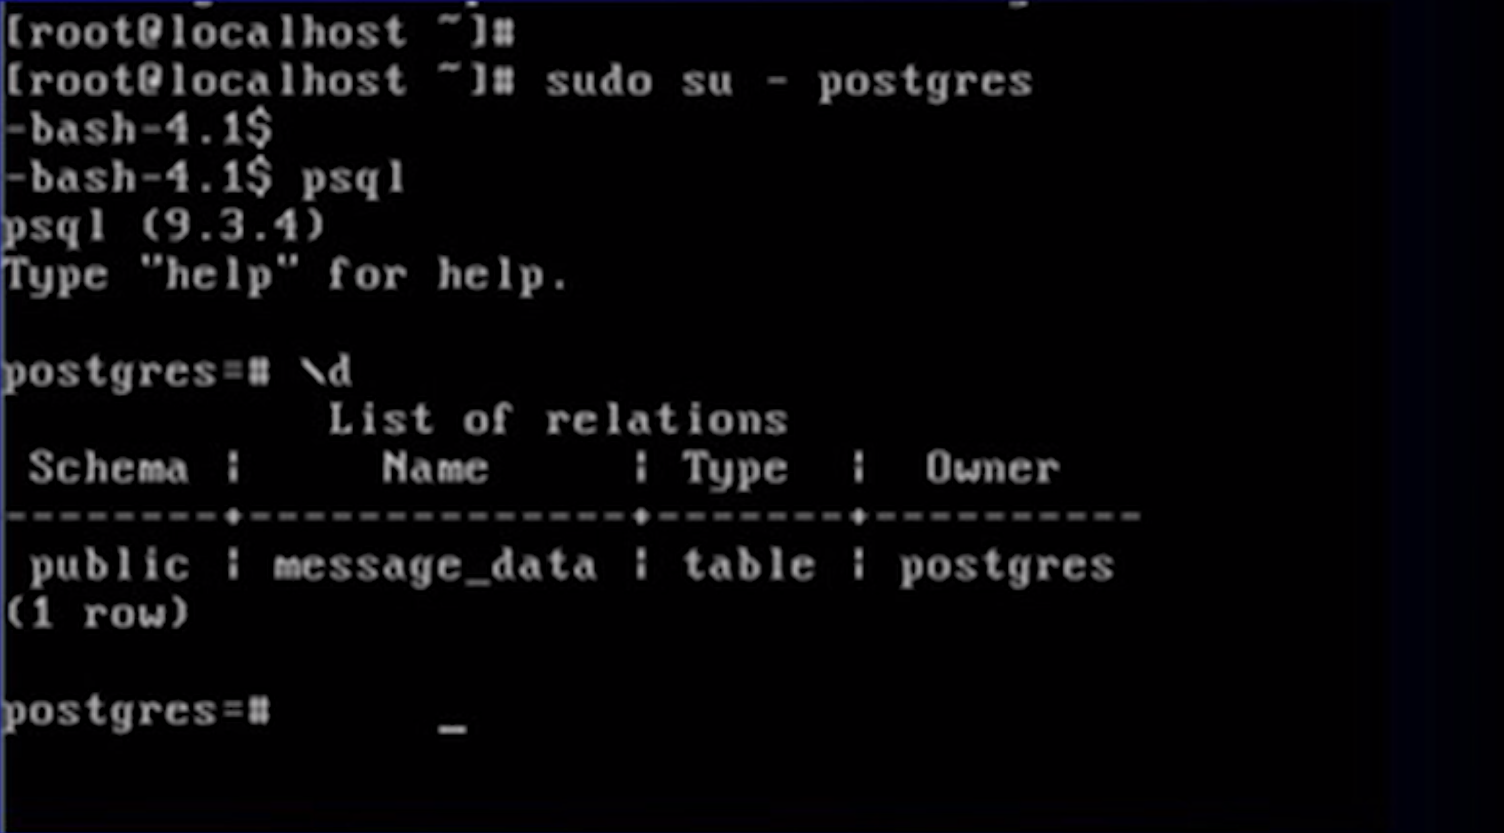 [root@localhost ~]#
[root@localhost ~]# sudo su - postgres
-bash-4.1$
-bash-4.1$ psql
psql (9.3.4)
Type "help" for help.
postgres=# \d
List of relations
Schema | Name | Type | Owner
--------+---------------+-------+----------
public | message_data | table | postgres
(1 row)
postgres=# _